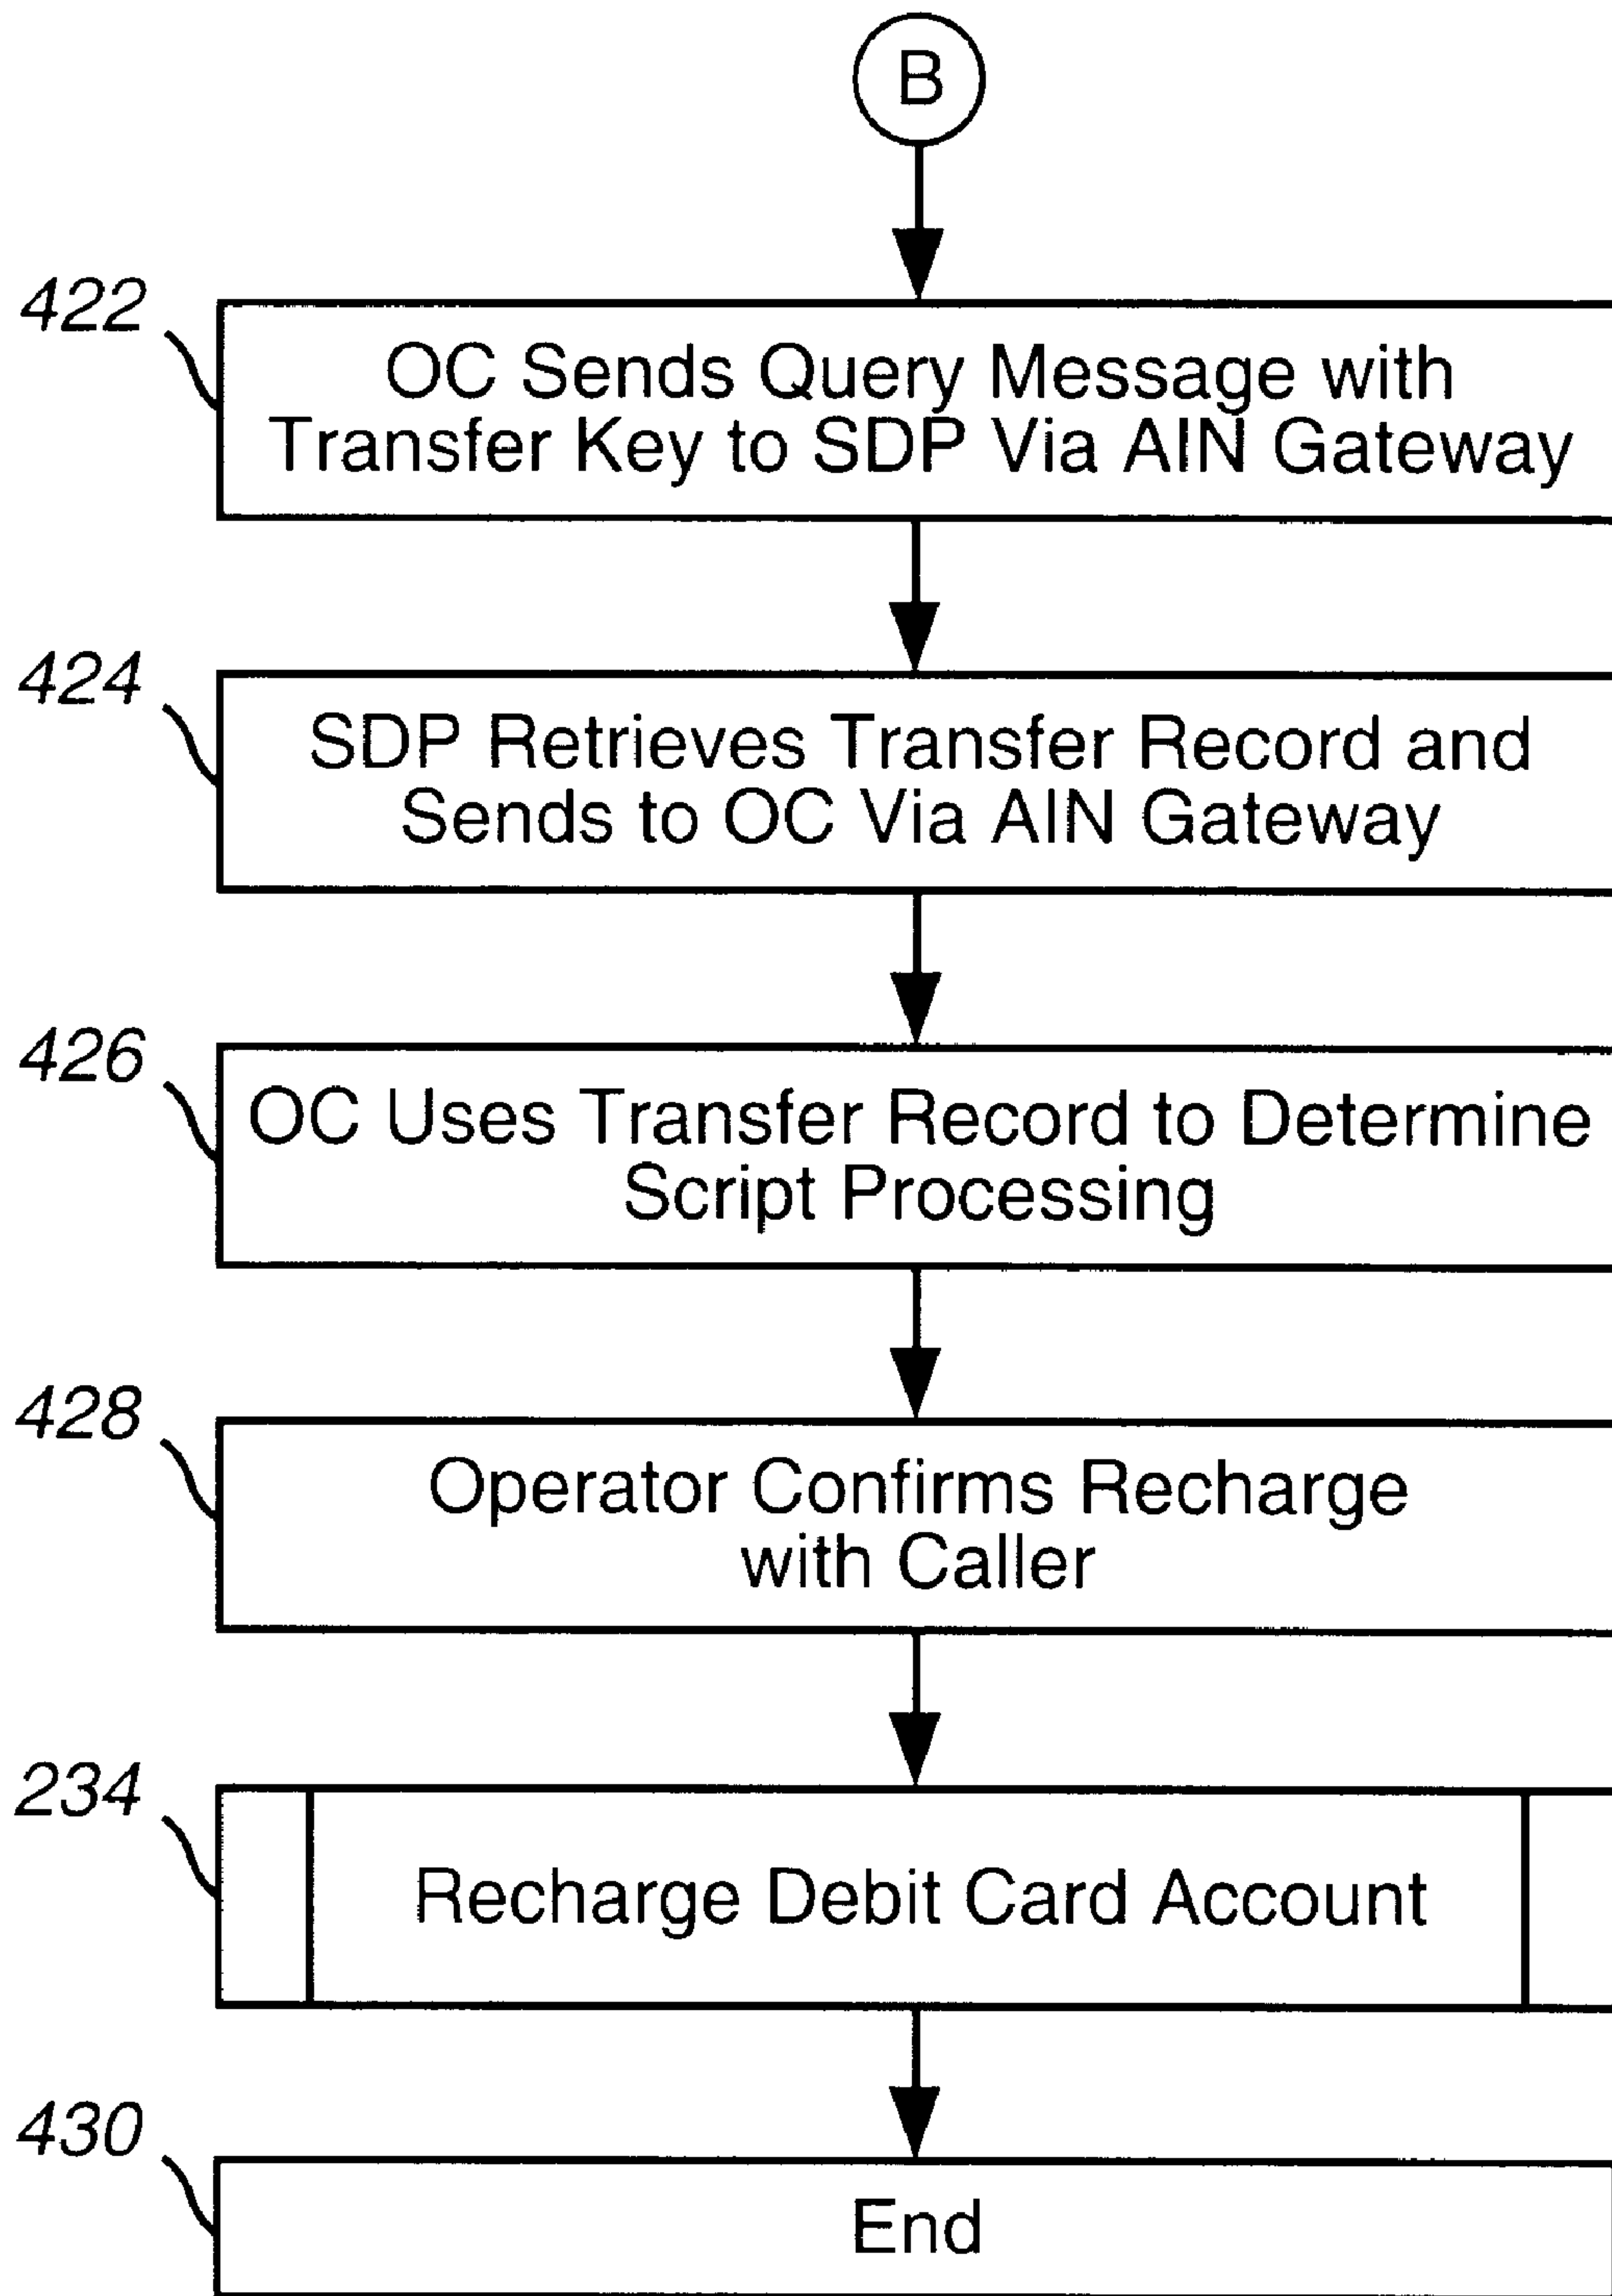 B
422
OC Sends Query Message with
Transfer Key to SDP Via AIN Gateway
424
SDP Retrieves Transfer Record and
Sends to OC Via AIN Gateway
426
OC Uses Transfer Record to Determine
Script Processing
428
Operator Confirms Recharge
with Caller
234
Recharge Debit Card Account
430
End